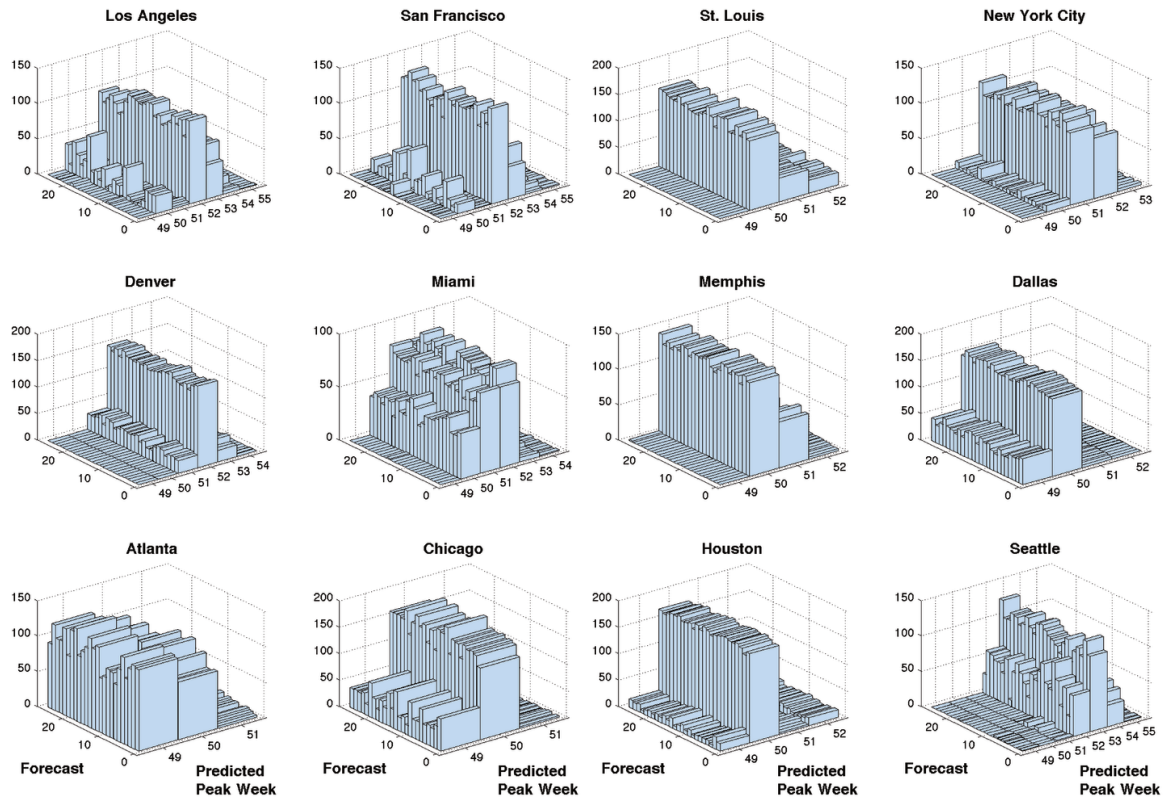 Los Angeles San Francisco St. Louis New York City
150 150 200 150
100 100 150 100
50 50 100 50
0 0 50 0
0
20 10 0 49 50 51 52 53 54 55
20 10 0 49 50 51 52 53 54 55
20 10 0 49 50 51 52
20 10 0 49 50 51 52 53
Denver Miami Memphis Dallas
200 100 150 200
150 50 100 150
100 0 50 100
50 0 50
0 0
20 10 0 49 50 51 52 53 54
20 10 0 49 50 51 52 53 54
20 10 0 49 50 51 52
20 10 0 49 50 51 52
Atlanta Chicago Houston Seattle
150 200 200 150
100 150 150 100
50 100 100 50
0 50 50 0
0 0
20 10 0 49 50 51
20 10 0 49 50 51
20 10 0 49 50 51 52
20 10 0 49 50 51 52 53 54 55
Forecast Predicted Forecast Predicted Forecast Predicted Forecast Predicted
Peak Week Peak Week Peak Week Peak Week